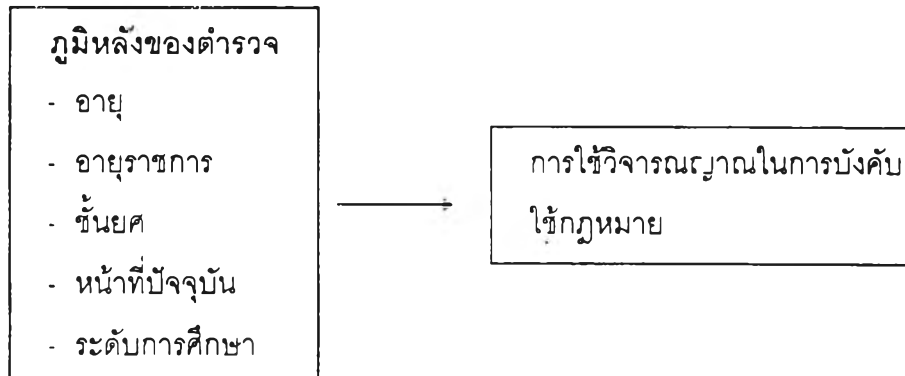 ภูมิหลังของตำรวจ
- อายุ
- อายุราชการ
- ชั้นยศ
- หน้าที่ปัจจุบัน
- ระดับการศึกษา
การใช้วิจารณญาณในการบังคับ
ใช้กฎหมาย